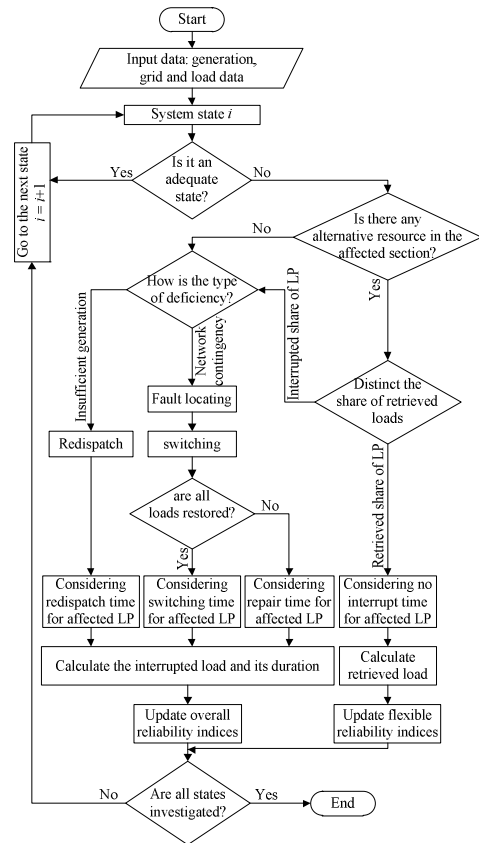 Start
Input data: generation,
grid and load data
System state i
Is it an
adequate
state?
Yes
No
Go to the next state
i = i+1
Is there any
alternative resource in the
affected section?
No
Yes
How is the type
of deficiency?
Interrupted share of LP
Insufficient generation
Network
contingency
Distinct the
share of retrieved
loads
Fault locating
Redispatch
switching
Retrieved share of LP
are all
loads restored?
No
Yes
Considering
redispatch time
for affected LP
Considering
switching time
for affected LP
Considering
repair time for
affected LP
Considering no
interrupt time
for affected LP
Calculate the interrupted load and its duration
Calculate
retrieved load
Update overall
reliability indices
Update flexible
reliability indices
Are all states
investigated?
No
Yes
End